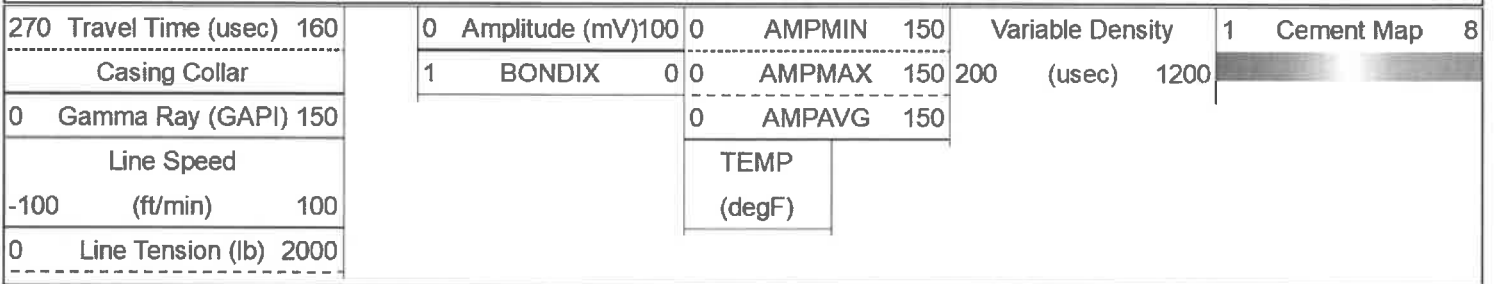 270 Travel Time (usec) 160
Casing Collar
0 Gamma Ray (GAPI) 150
Line Speed
-100 (ft/min) 100
0 Line Tension (lb) 2000
0 Amplitude (mV)100
1 BONDIX 0
0 AMPMIN 150
0 AMPMAX 150
0 AMPAVG 150
TEMP
(degF)
Variable Density
200 (usec) 1200
1 Cement Map 8